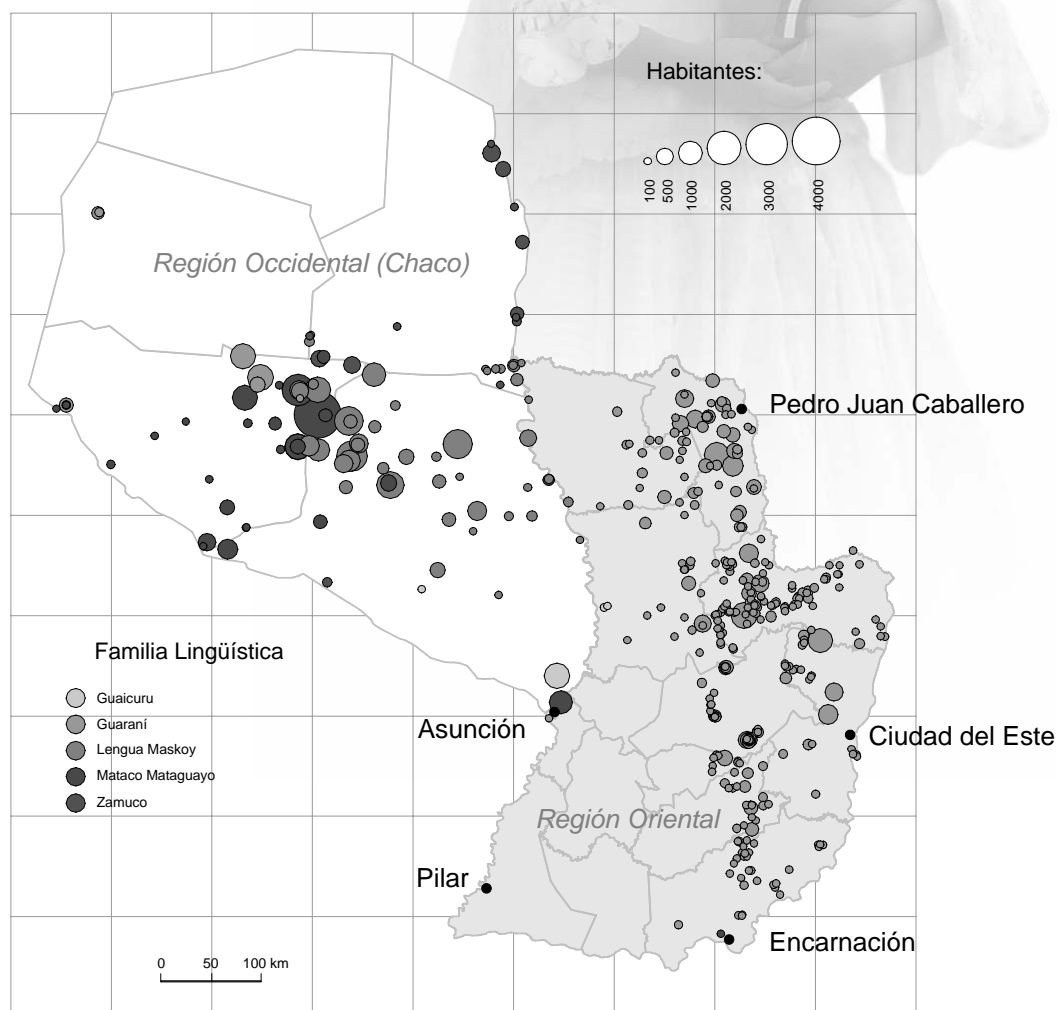 Habitantes:
100
500
1000
2000
3000
4000
Región Occidental (Chaco)
Pedro Juan Caballero
Familia Lingüística
Guaicuru
Guaraní
Lengua Maskoy
Mataco Mataguayo
Zamuco
Asunción
Ciudad del Este
Región Oriental
Pilar
Encarnación
0 50 100 km